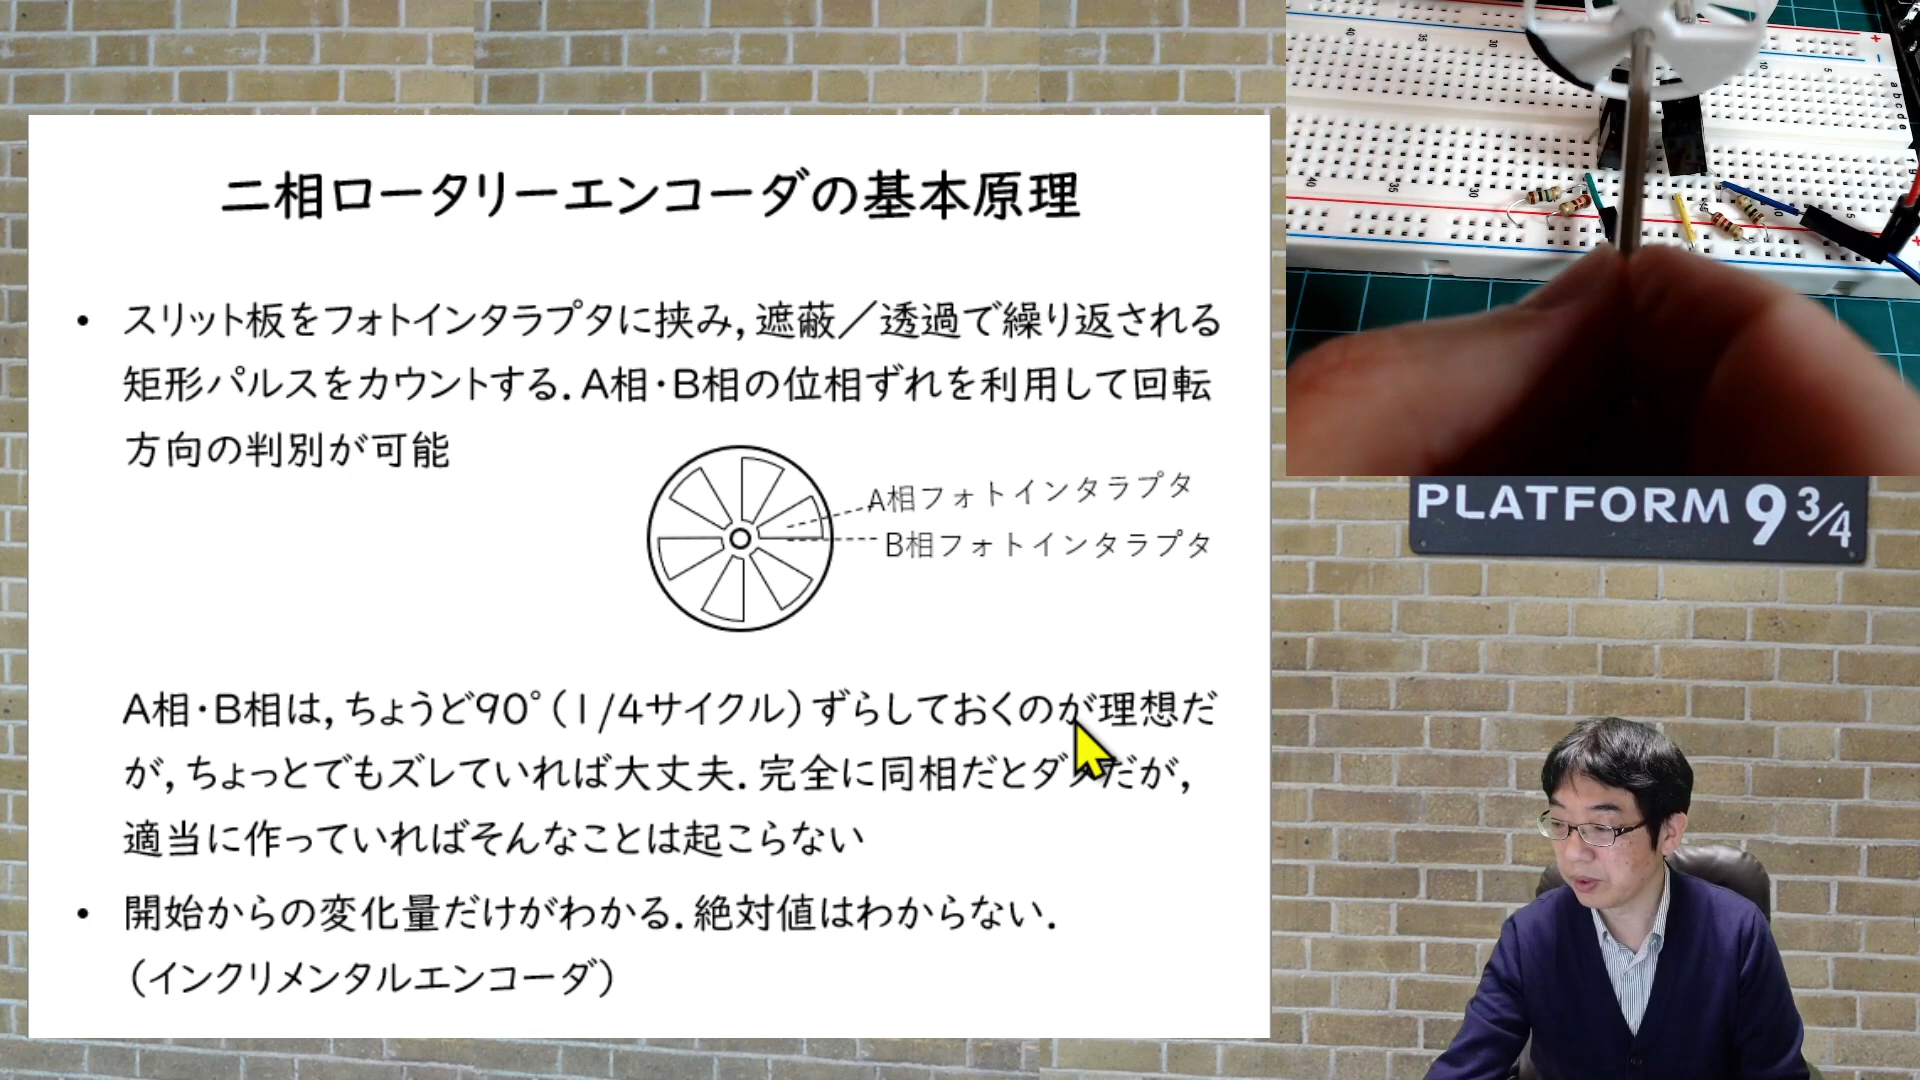 二相ロータリーエンコーダの基本原理
• スリット板をフォトインタラプタに挟み，遮蔽／透過で繰り返される
矩形パルスをカウントする．A相・B相の位相ずれを利用して回転
方向の判別が可能
A相フォトインタラプタ
B相フォトインタラプタ
A相・B相は，ちょうど90°（1/4サイクル）ずらしておくのが理想だ
が，ちょっとでもズレていれば大丈夫．完全に同相だとダメだが，
適当に作っていればそんなことは起こらない
• 開始からの変化量だけがわかる．絶対値はわからない．
（インクリメンタルエンコーダ）
PLATFORM 9 3/4